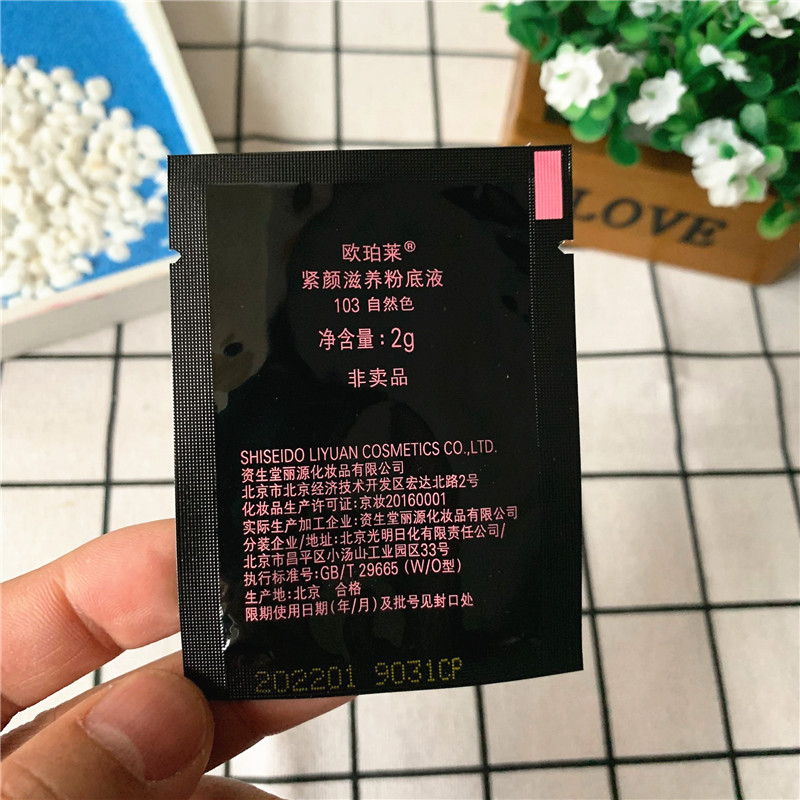 欧珀莱®
紧颜滋养粉底液
103 自然色
净含量: 2g
非卖品
SHISEIDO LIYUAN COSMETICS CO.,LTD.
资生堂丽源化妆品有限公司
北京市北京经济技术开发区宏达北路2号
化妆品生产许可证: 京妆20160001
实际生产加工企业: 资生堂丽源化妆品有限公司
分装企业/地址: 北京光明日化有限责任公司/
北京市昌平区小汤山工业园区33号
执行标准号: GB/T 29665 (W/O型)
生产地: 北京 合格
限期使用日期(年/月)及批号见封口处
202201 9031CP
LOVE